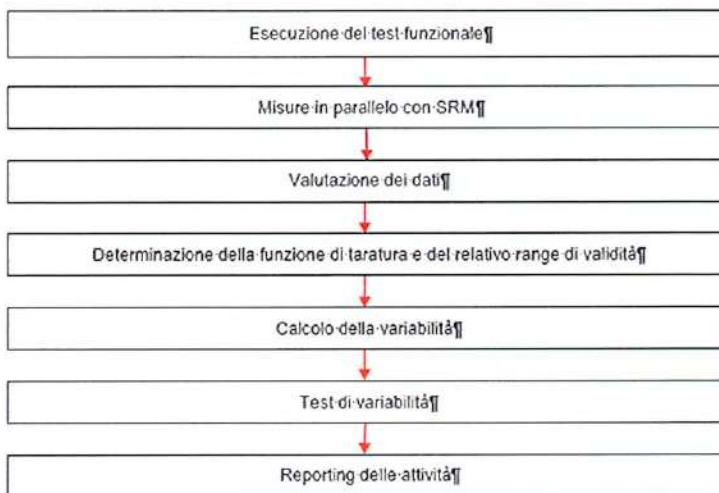 Esecuzione·del·test·funzionale¶
Misure·in·parallelo·con·SRM¶
Valutazione·dei·dati¶
Determinazione·della·funzione·di·taratura·e·del·relativo·range·di·validità¶
Calcolo·della·variabilità¶
Test·di·variabilità¶
Reporting·delle·attività¶